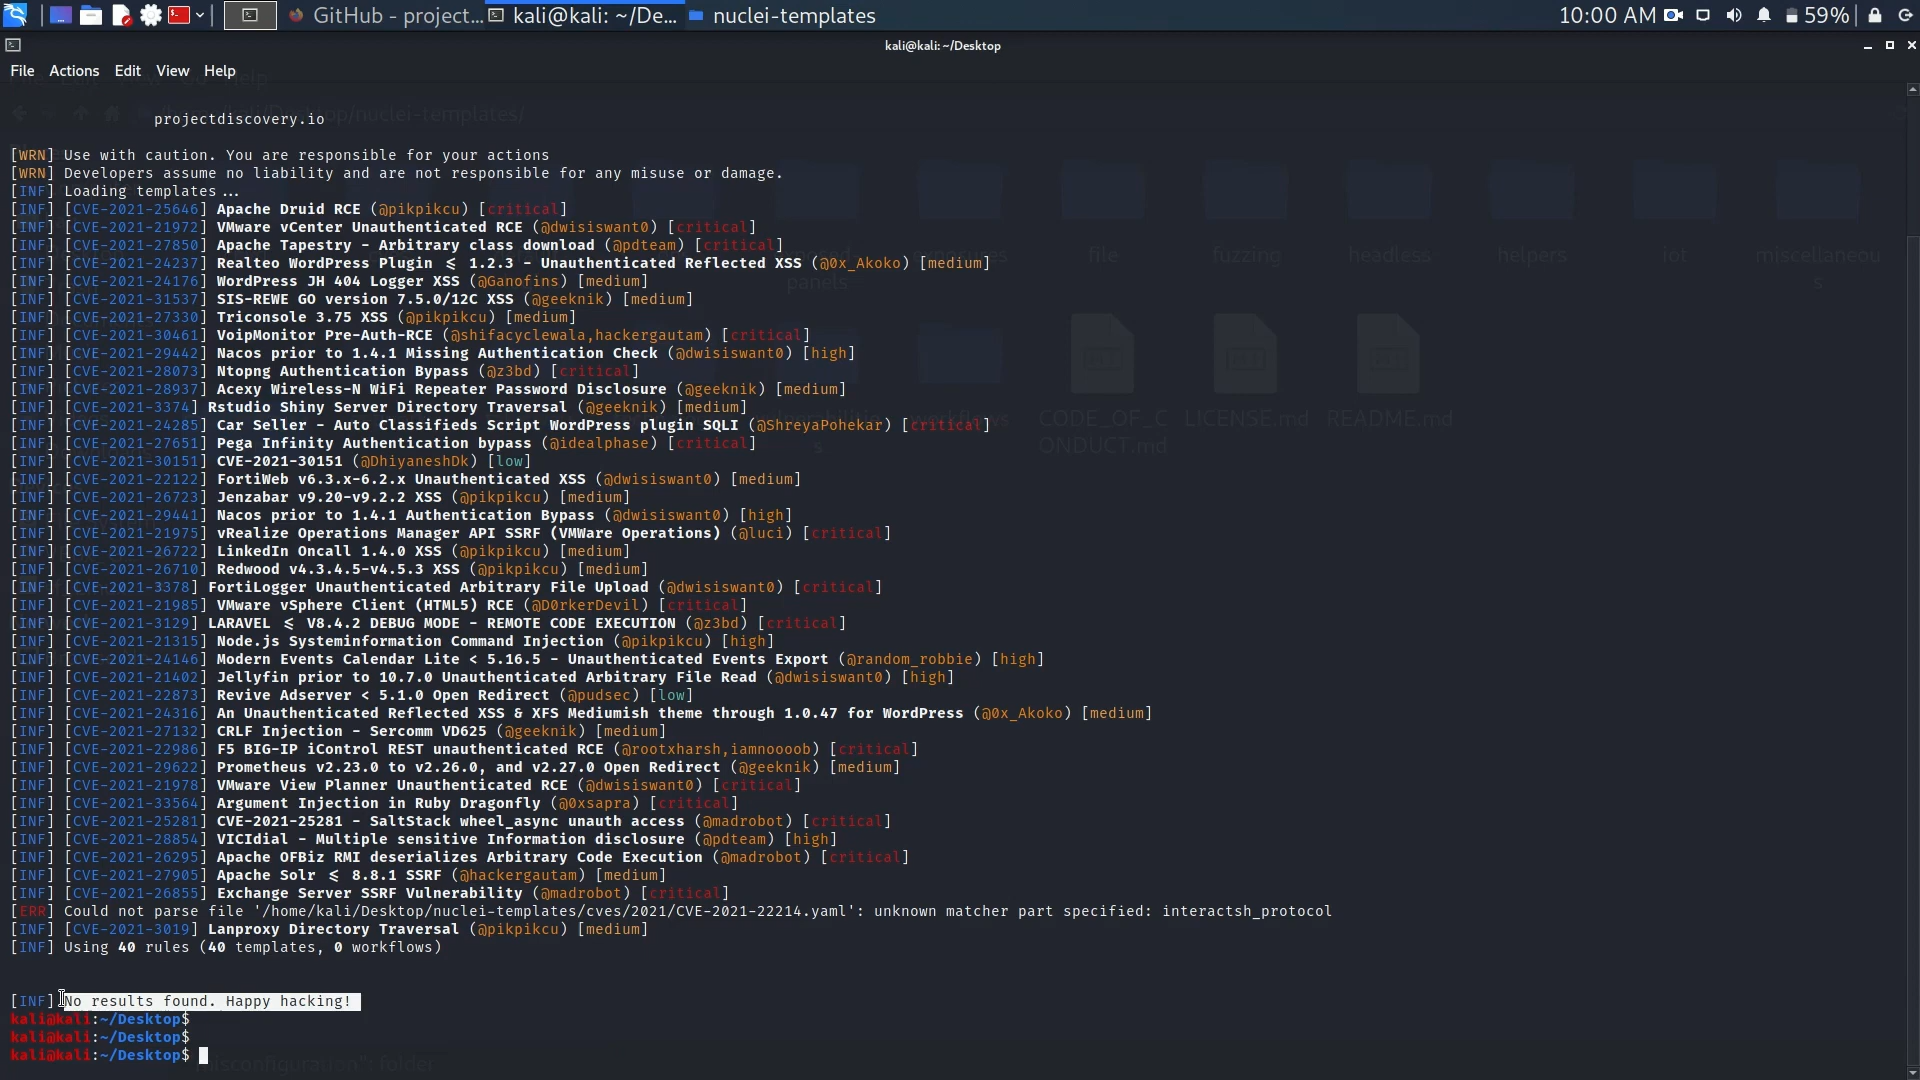 GitHub - project...
kali@kali: ~/De...
nuclei-templates
10:00 AM
59%
kali@kali: ~/Desktop
File Actions Edit View Help
/home/kali/Desktop/nuclei-templates/
projectdiscovery.io
[WRN] Use with caution. You are responsible for your actions
[WRN] Developers assume no liability and are not responsible for any misuse or damage.
[INF] Loading templates...
[INF] [CVE-2021-25646] Apache Druid RCE (@pikpikcu) [critical]
[INF] [CVE-2021-21972] VMware vCenter Unauthenticated RCE (@dwisiswant0) [critical]
[INF] [CVE-2021-27850] Apache Tapestry - Arbitrary class download (@pdteam) [critical]
[INF] [CVE-2021-24237] Realteo WordPress Plugin <= 1.2.3 - Unauthenticated Reflected XSS (@0x_Akoko) [medium]
[INF] [CVE-2021-24176] WordPress JH 404 Logger XSS (@Ganofins) [medium]
[INF] [CVE-2021-31537] SIS-REWE GO version 7.5.0/12C XSS (@geeknik) [medium]
[INF] [CVE-2021-27330] Triconsole 3.75 XSS (@pikpikcu) [medium]
[INF] [CVE-2021-30461] VoipMonitor Pre-Auth-RCE (@shifacyclewala,hackergautam) [critical]
[INF] [CVE-2021-29442] Nacos prior to 1.4.1 Missing Authentication Check (@dwisiswant0) [high]
[INF] [CVE-2021-28073] Ntopng Authentication Bypass (@z3bd) [critical]
[INF] [CVE-2021-28937] Acexy Wireless-N WiFi Repeater Password Disclosure (@geeknik) [medium]
[INF] [CVE-2021-3374] Rstudio Shiny Server Directory Traversal (@geeknik) [medium]
[INF] [CVE-2021-24285] Car Seller - Auto Classifieds Script WordPress plugin SQLI (@ShreyaPohekar) [critical]
[INF] [CVE-2021-27651] Pega Infinity Authentication bypass (@idealphase) [critical]
[INF] [CVE-2021-30151] CVE-2021-30151 (@DhiyaneshDk) [low]
[INF] [CVE-2021-22122] FortiWeb v6.3.x-6.2.x Unauthenticated XSS (@dwisiswant0) [medium]
[INF] [CVE-2021-26723] Jenzabar v9.20-v9.2.2 XSS (@pikpikcu) [medium]
[INF] [CVE-2021-29441] Nacos prior to 1.4.1 Authentication Bypass (@dwisiswant0) [high]
[INF] [CVE-2021-21975] vRealize Operations Manager API SSRF (VMWare Operations) (@luci) [critical]
[INF] [CVE-2021-26722] LinkedIn Oncall 1.4.0 XSS (@pikpikcu) [medium]
[INF] [CVE-2021-26710] Redwood v4.3.4.5-v4.5.3 XSS (@pikpikcu) [medium]
[INF] [CVE-2021-3378] FortiLogger Unauthenticated Arbitrary File Upload (@dwisiswant0) [critical]
[INF] [CVE-2021-21985] VMware vSphere Client (HTML5) RCE (@D0rkerDevil) [critical]
[INF] [CVE-2021-3129] LARAVEL <= V8.4.2 DEBUG MODE - REMOTE CODE EXECUTION (@z3bd) [critical]
[INF] [CVE-2021-21315] Node.js Systeminformation Command Injection (@pikpikcu) [high]
[INF] [CVE-2021-24146] Modern Events Calendar Lite < 5.16.5 - Unauthenticated Events Export (@random_robbie) [high]
[INF] [CVE-2021-21402] Jellyfin prior to 10.7.0 Unauthenticated Arbitrary File Read (@dwisiswant0) [high]
[INF] [CVE-2021-22873] Revive Adserver < 5.1.0 Open Redirect (@pudsec) [low]
[INF] [CVE-2021-24316] An Unauthenticated Reflected XSS & XFS Mediumish theme through 1.0.47 for WordPress (@0x_Akoko) [medium]
[INF] [CVE-2021-27132] CRLF Injection - Sercomm VD625 (@geeknik) [medium]
[INF] [CVE-2021-22986] F5 BIG-IP iControl REST unauthenticated RCE (@rootxharsh,iamnoooob) [critical]
[INF] [CVE-2021-29622] Prometheus v2.23.0 to v2.26.0, and v2.27.0 Open Redirect (@geeknik) [medium]
[INF] [CVE-2021-21978] VMware View Planner Unauthenticated RCE (@dwisiswant0) [critical]
[INF] [CVE-2021-33564] Argument Injection in Ruby Dragonfly (@0xsapra) [critical]
[INF] [CVE-2021-25281] CVE-2021-25281 - SaltStack wheel_async unauth access (@madrobot) [critical]
[INF] [CVE-2021-28854] VICIdial - Multiple sensitive Information disclosure (@pdteam) [high]
[INF] [CVE-2021-26295] Apache OFBiz RMI deserializes Arbitrary Code Execution (@madrobot) [critical]
[INF] [CVE-2021-27905] Apache Solr <= 8.8.1 SSRF (@hackergautam) [medium]
[INF] [CVE-2021-26855] Exchange Server SSRF Vulnerability (@madrobot) [critical]
[ERR] Could not parse file '/home/kali/Desktop/nuclei-templates/cves/2021/CVE-2021-22214.yaml': unknown matcher part specified: interactsh_protocol
[INF] [CVE-2021-3019] Lanproxy Directory Traversal (@pikpikcu) [medium]
[INF] Using 40 rules (40 templates, 0 workflows)
[INF] No results found. Happy hacking!
kali@kali:~/Desktop$
kali@kali:~/Desktop$
kali@kali:~/Desktop$
file
fuzzing
headless
helpers
iot
miscellaneou
s
workflows
CODE_OF_C
ONDUCT.md
LICENSE.md
README.md
misconfiguration": folder